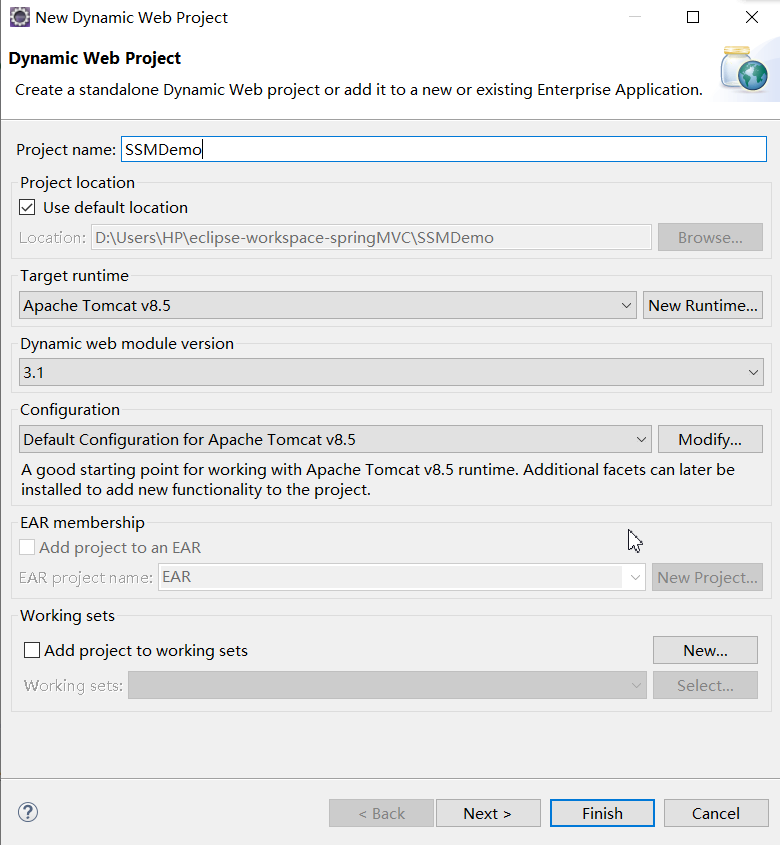 New Dynamic Web Project
Dynamic Web Project
Create a standalone Dynamic Web project or add it to a new or existing Enterprise Application.
Project name: SSMDemo
Project location
Use default location
Location: D:\Users\HP\eclipse-workspace-springMVC\SSMDemo Browse...
Target runtime
Apache Tomcat v8.5 New Runtime...
Dynamic web module version
3.1
Configuration
Default Configuration for Apache Tomcat v8.5 Modify...
A good starting point for working with Apache Tomcat v8.5 runtime. Additional facets can later be
installed to add new functionality to the project.
EAR membership
Add project to an EAR
EAR project name: EAR New Project...
Working sets
Add project to working sets New...
Working sets: Select...
? < Back Next > Finish Cancel